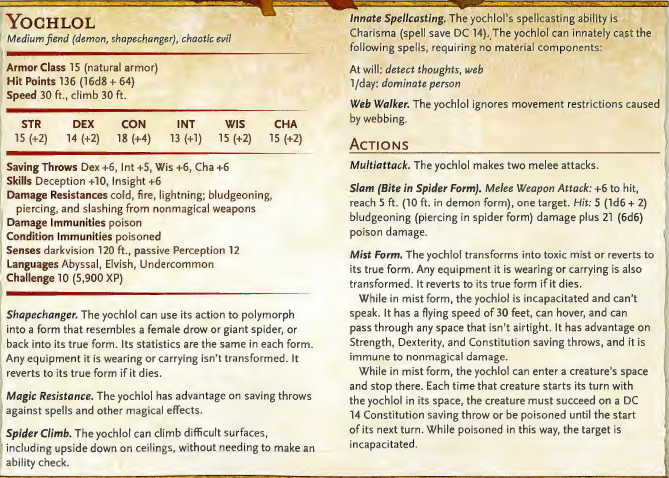 YOCHLOL
Medium fiend (demon, shapechanger), chaotic evil
Armor Class 15 (natural armor)
Hit Points 136 (16d8 + 64)
Speed 30 ft., climb 30 ft.
STR DEX CON INT WIS CHA
15 (+2) 14 (+2) 18 (+4) 13 (+1) 15 (+2) 15 (+2)
Saving Throws Dex +6, Int +5, Wis +6, Cha +6
Skills Deception +10, Insight +6
Damage Resistances cold, fire, lightning; bludgeoning,
piercing, and slashing from nonmagical weapons
Damage Immunities poison
Condition Immunities poisoned
Senses darkvision 120 ft., passive Perception 12
Languages Abyssal, Elvish, Undercommon
Challenge 10 (5,900 XP)
Shapechanger. The yochlol can use its action to polymorph
into a form that resembles a female drow or giant spider, or
back into its true form. Its statistics are the same in each form.
Any equipment it is wearing or carrying isn't transformed. It
reverts to its true form if it dies.
Magic Resistance. The yochlol has advantage on saving throws
against spells and other magical effects.
Spider Climb. The yochlol can climb difficult surfaces,
including upside down on ceilings, without needing to make an
ability check.
Innate Spellcasting. The yochlol's spellcasting ability is
Charisma (spell save DC 14). The yochlol can innately cast the
following spells, requiring no material components:
At will: detect thoughts, web
1/day: dominate person
Web Walker. The yochlol ignores movement restrictions caused
by webbing.
ACTIONS
Multiattack. The yochlol makes two melee attacks.
Slam (Bite in Spider Form). Melee Weapon Attack: +6 to hit,
reach 5 ft. (10 ft. in demon form), one target. Hit: 5 (1d6 + 2)
bludgeoning (piercing in spider form) damage plus 21 (6d6)
poison damage.
Mist Form. The yochlol transforms into toxic mist or reverts to
its true form. Any equipment it is wearing or carrying is also
transformed. It reverts to its true form if it dies.
While in mist form, the yochlol is incapacitated and can't
speak. It has a flying speed of 30 feet, can hover, and can
pass through any space that isn't airtight. It has advantage on
Strength, Dexterity, and Constitution saving throws, and it is
immune to nonmagical damage.
While in mist form, the yochlol can enter a creature's space
and stop there. Each time that creature starts its turn with
the yochlol in its space, the creature must succeed on a DC
14 Constitution saving throw or be poisoned until the start
of its next turn. While poisoned in this way, the target is
incapacitated.